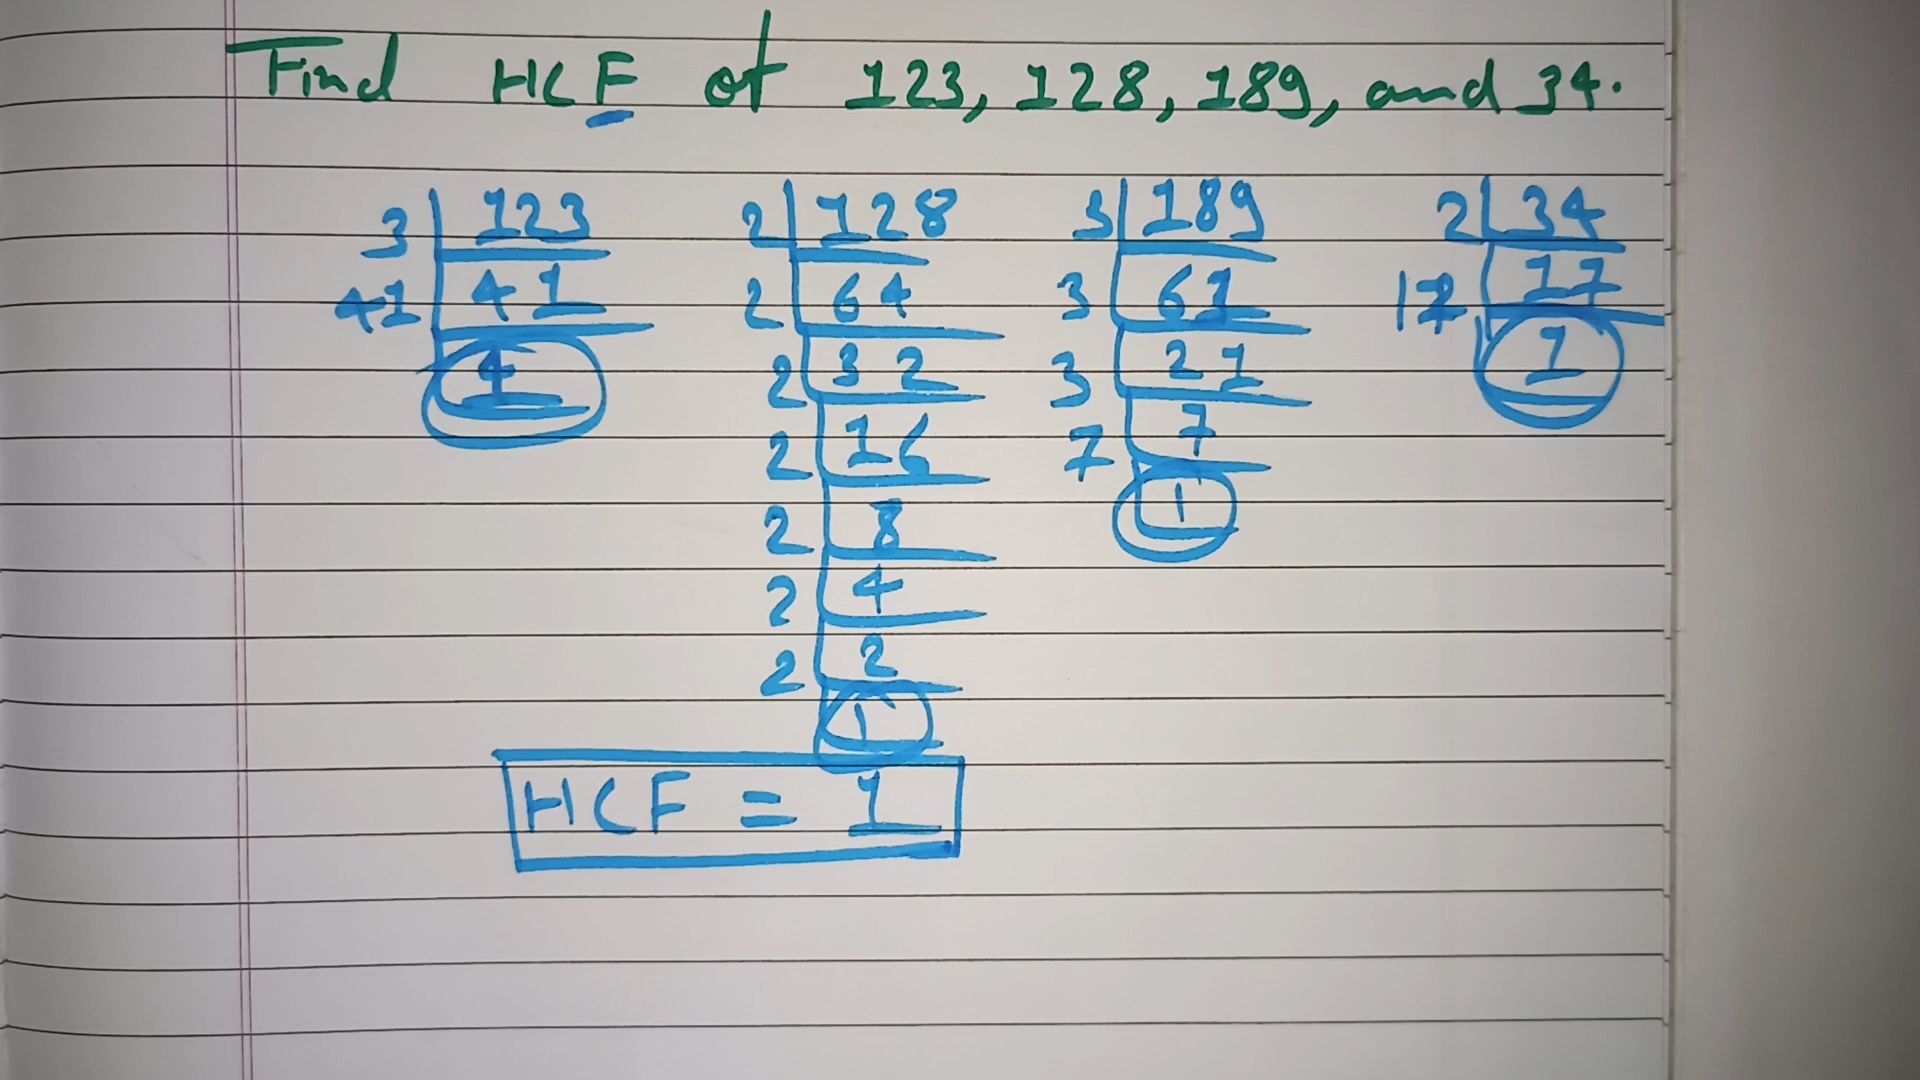 Find HCF of 123, 128, 189, and 34.
3 | 123
41 | 41
1
2 | 128
2 | 64
2 | 32
2 | 16
2 | 8
2 | 4
2 | 2
1
3 | 189
3 | 61
3 | 21
7 | 7
1
2 | 34
17 | 17
1
HCF = 1